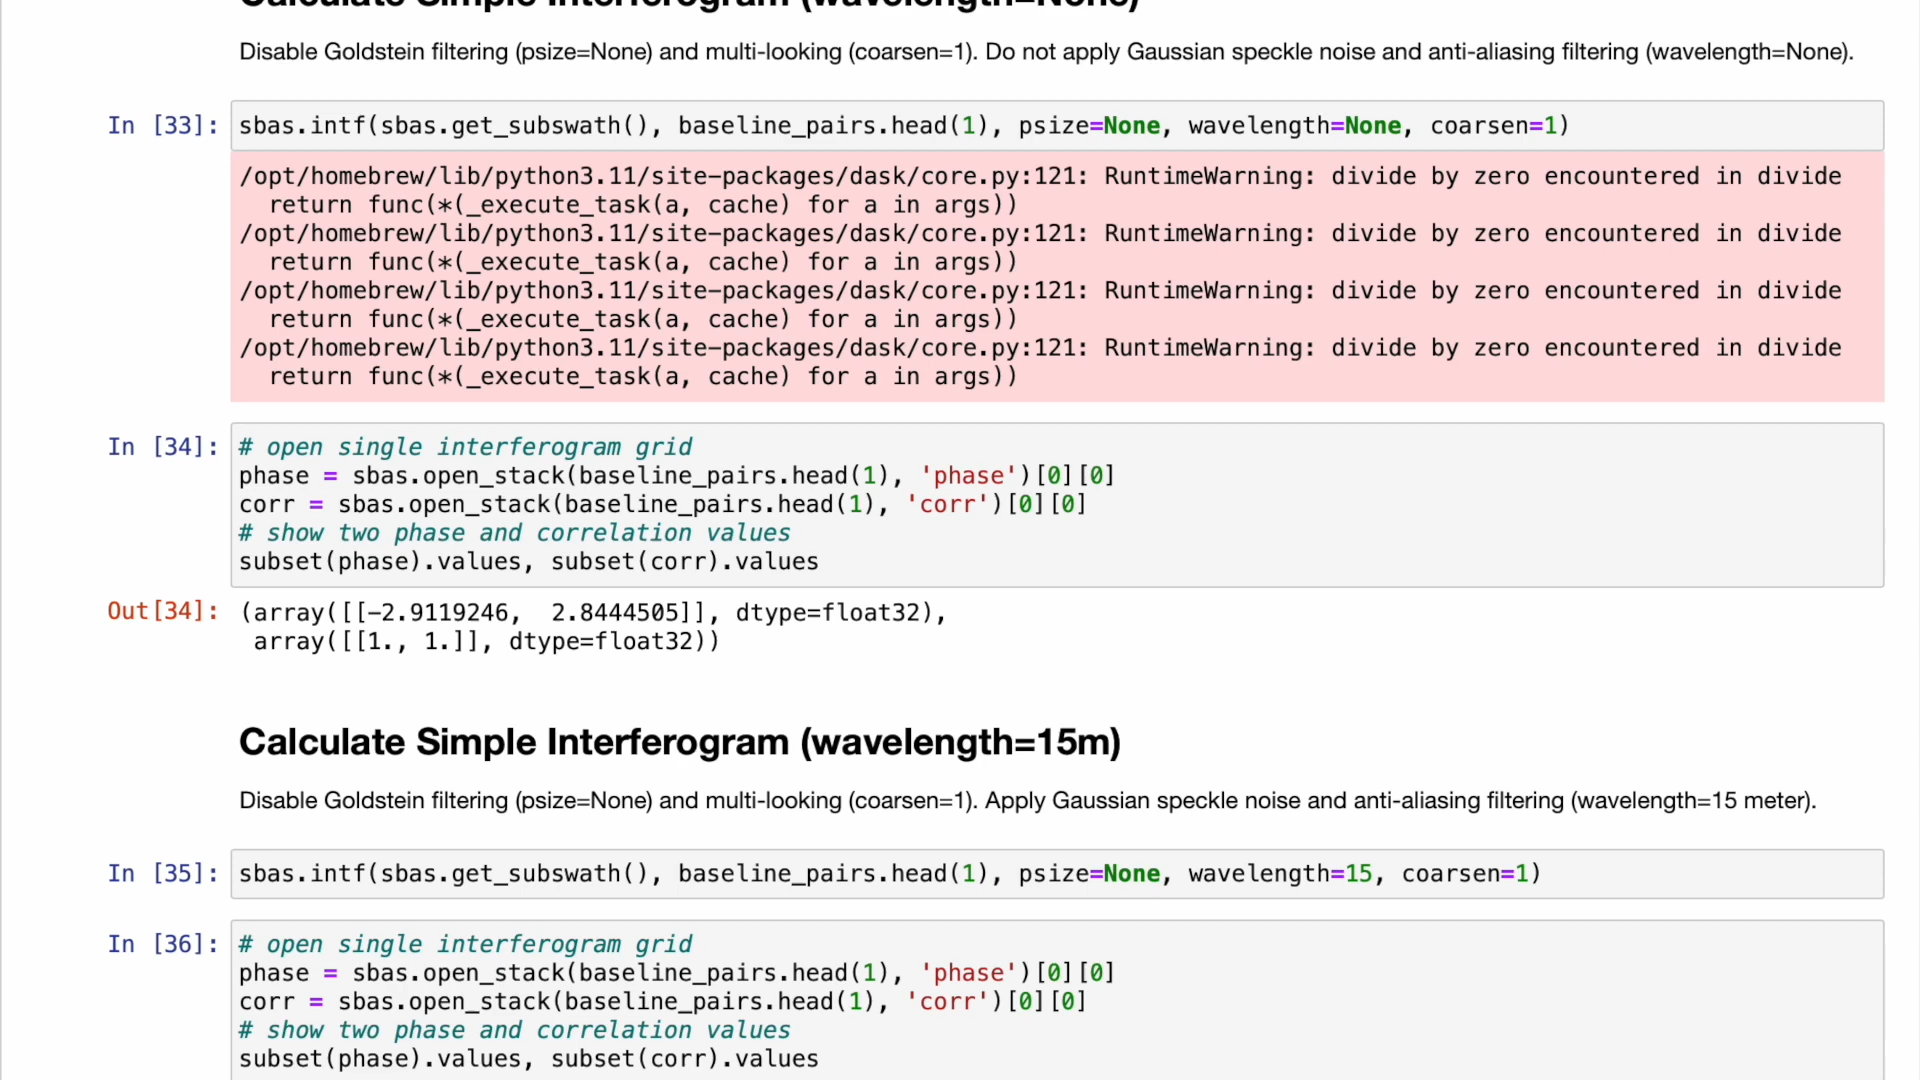 Calculate Simple Interferogram (wavelength=None)
Disable Goldstein filtering (psize=None) and multi-looking (coarsen=1). Do not apply Gaussian speckle noise and anti-aliasing filtering (wavelength=None).
In [33]: sbas.intf(sbas.get_subswath(), baseline_pairs.head(1), psize=None, wavelength=None, coarsen=1)
/opt/homebrew/lib/python3.11/site-packages/dask/core.py:121: RuntimeWarning: divide by zero encountered in divide
return func(*(_execute_task(a, cache) for a in args))
/opt/homebrew/lib/python3.11/site-packages/dask/core.py:121: RuntimeWarning: divide by zero encountered in divide
return func(*(_execute_task(a, cache) for a in args))
/opt/homebrew/lib/python3.11/site-packages/dask/core.py:121: RuntimeWarning: divide by zero encountered in divide
return func(*(_execute_task(a, cache) for a in args))
/opt/homebrew/lib/python3.11/site-packages/dask/core.py:121: RuntimeWarning: divide by zero encountered in divide
return func(*(_execute_task(a, cache) for a in args))
In [34]: # open single interferogram grid
phase = sbas.open_stack(baseline_pairs.head(1), 'phase')[0][0]
corr = sbas.open_stack(baseline_pairs.head(1), 'corr')[0][0]
# show two phase and correlation values
subset(phase).values, subset(corr).values
Out[34]: (array([[-2.9119246,  2.8444505]], dtype=float32),
array([[1., 1.]], dtype=float32))
Calculate Simple Interferogram (wavelength=15m)
Disable Goldstein filtering (psize=None) and multi-looking (coarsen=1). Apply Gaussian speckle noise and anti-aliasing filtering (wavelength=15 meter).
In [35]: sbas.intf(sbas.get_subswath(), baseline_pairs.head(1), psize=None, wavelength=15, coarsen=1)
In [36]: # open single interferogram grid
phase = sbas.open_stack(baseline_pairs.head(1), 'phase')[0][0]
corr = sbas.open_stack(baseline_pairs.head(1), 'corr')[0][0]
# show two phase and correlation values
subset(phase).values, subset(corr).values